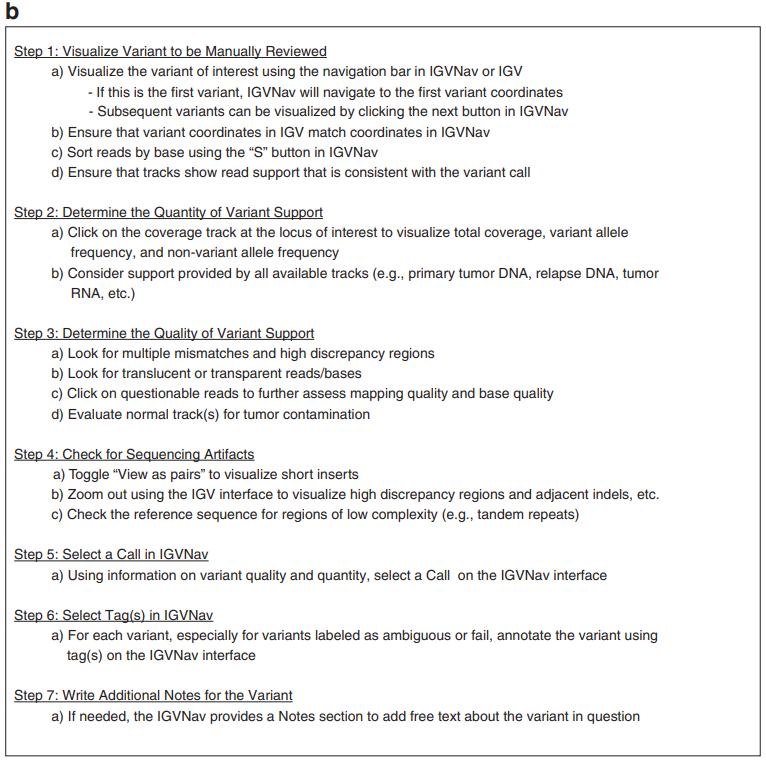 b
Step 1: Visualize Variant to be Manually Reviewed
a) Visualize the variant of interest using the navigation bar in IGVNav or IGV
- If this is the first variant, IGVNav will navigate to the first variant coordinates
- Subsequent variants can be visualized by clicking the next button in IGVNav
b) Ensure that variant coordinates in IGV match coordinates in IGVNav
c) Sort reads by base using the “S” button in IGVNav
d) Ensure that tracks show read support that is consistent with the variant call
Step 2: Determine the Quantity of Variant Support
a) Click on the coverage track at the locus of interest to visualize total coverage, variant allele
frequency, and non-variant allele frequency
b) Consider support provided by all available tracks (e.g., primary tumor DNA, relapse DNA, tumor
RNA, etc.)
Step 3: Determine the Quality of Variant Support
a) Look for multiple mismatches and high discrepancy regions
b) Look for translucent or transparent reads/bases
c) Click on questionable reads to further assess mapping quality and base quality
d) Evaluate normal track(s) for tumor contamination
Step 4: Check for Sequencing Artifacts
a) Toggle “View as pairs” to visualize short inserts
b) Zoom out using the IGV interface to visualize high discrepancy regions and adjacent indels, etc.
c) Check the reference sequence for regions of low complexity (e.g., tandem repeats)
Step 5: Select a Call in IGVNav
a) Using information on variant quality and quantity, select a Call on the IGVNav interface
Step 6: Select Tag(s) in IGVNav
a) For each variant, especially for variants labeled as ambiguous or fail, annotate the variant using
tag(s) on the IGVNav interface
Step 7: Write Additional Notes for the Variant
a) If needed, the IGVNav provides a Notes section to add free text about the variant in question